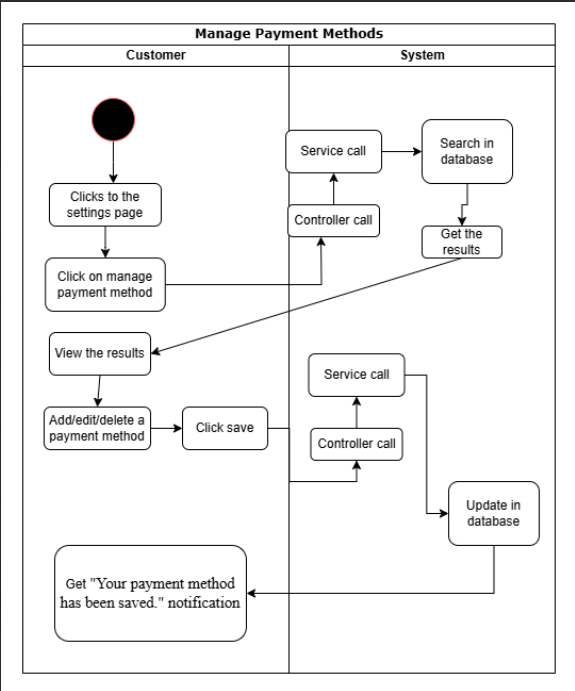 Manage Payment Methods
Customer
System
Clicks to the
settings page
Click on manage
payment method
Controller call
Service call
Search in
database
Get the
results
View the results
Add/edit/delete a
payment method
Click save
Controller call
Service call
Update in
database
Get "Your payment method
has been saved." notification